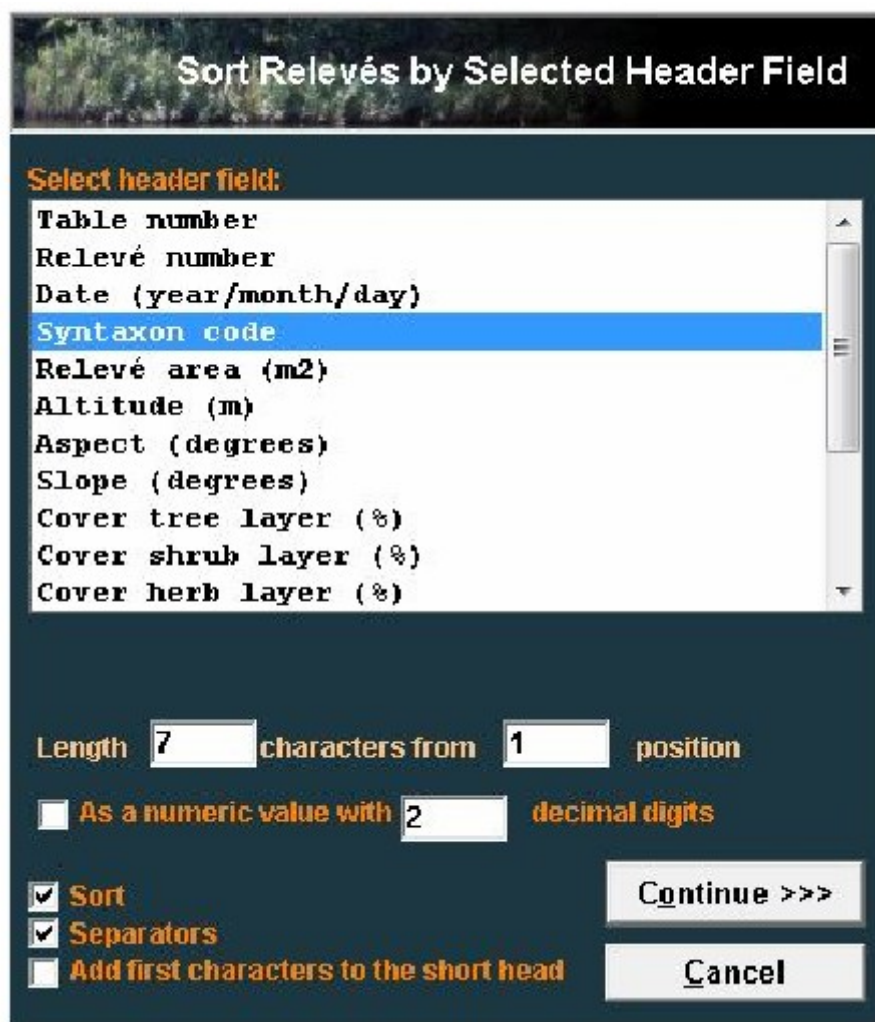 Sort Relevés by Selected Header Field
Select header field:
Table number
Relevé number
Date (year/month/day)
Syntaxon code
Relevé area (m2)
Altitude (m)
Aspect (degrees)
Slope (degrees)
Cover tree layer (%)
Cover shrub layer (%)
Cover herb layer (%)
Length 7 characters from 1 position
As a numeric value with 2 decimal digits
Sort
Continue >>>
Separators
Add first characters to the short head
Cancel